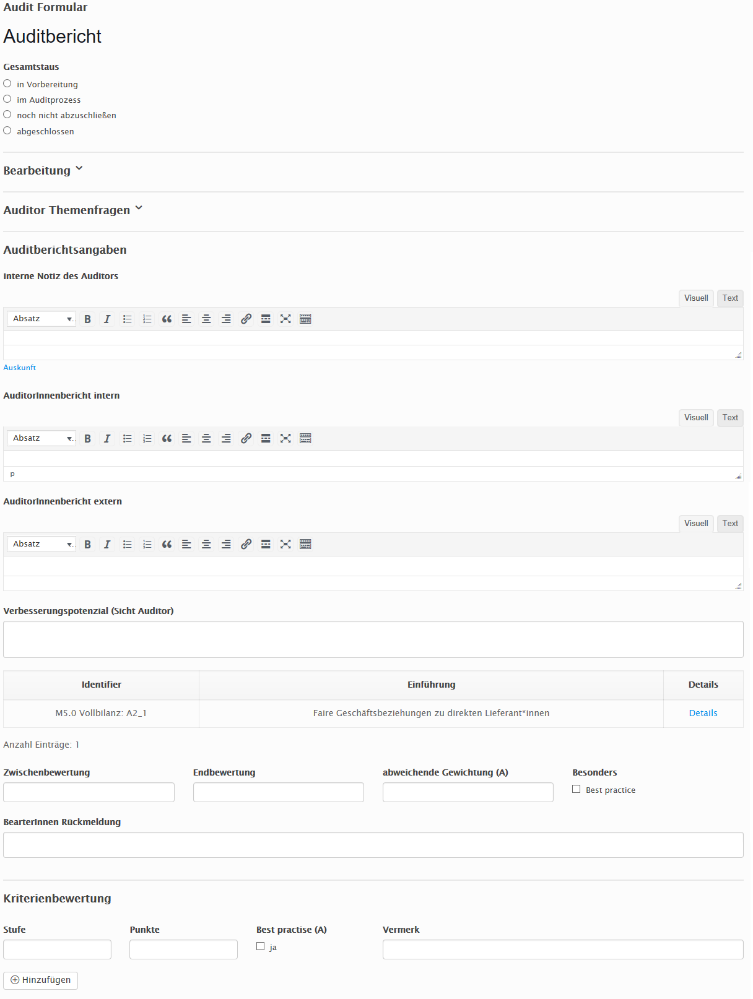 Audit Formular
Auditbericht
Gesamtstaus
in Vorbereitung
im Auditprozess
noch nicht abzuschließen
abgeschlossen
Bearbeitung
Auditor Themenfragen
Auditberichtsangaben
interne Notiz des Auditors
Visuell Text
Absatz B I
Auskunft
AuditorInnenbericht intern
Visuell Text
Absatz B I
p
AuditorInnenbericht extern
Visuell Text
Absatz B I
Verbesserungspotenzial (Sicht Auditor)
Identifier Einführung Details
M5.0 Vollbilanz: A2_1 Faire Geschäftsbeziehungen zu direkten Lieferant*innen Details
Anzahl Einträge: 1
Zwischenbewertung Endbewertung abweichende Gewichtung (A) Besonders
Best practice
BearterInnen Rückmeldung
Kriterienbewertung
Stufe Punkte Best practise (A) Vermerk
ja
Hinzufügen